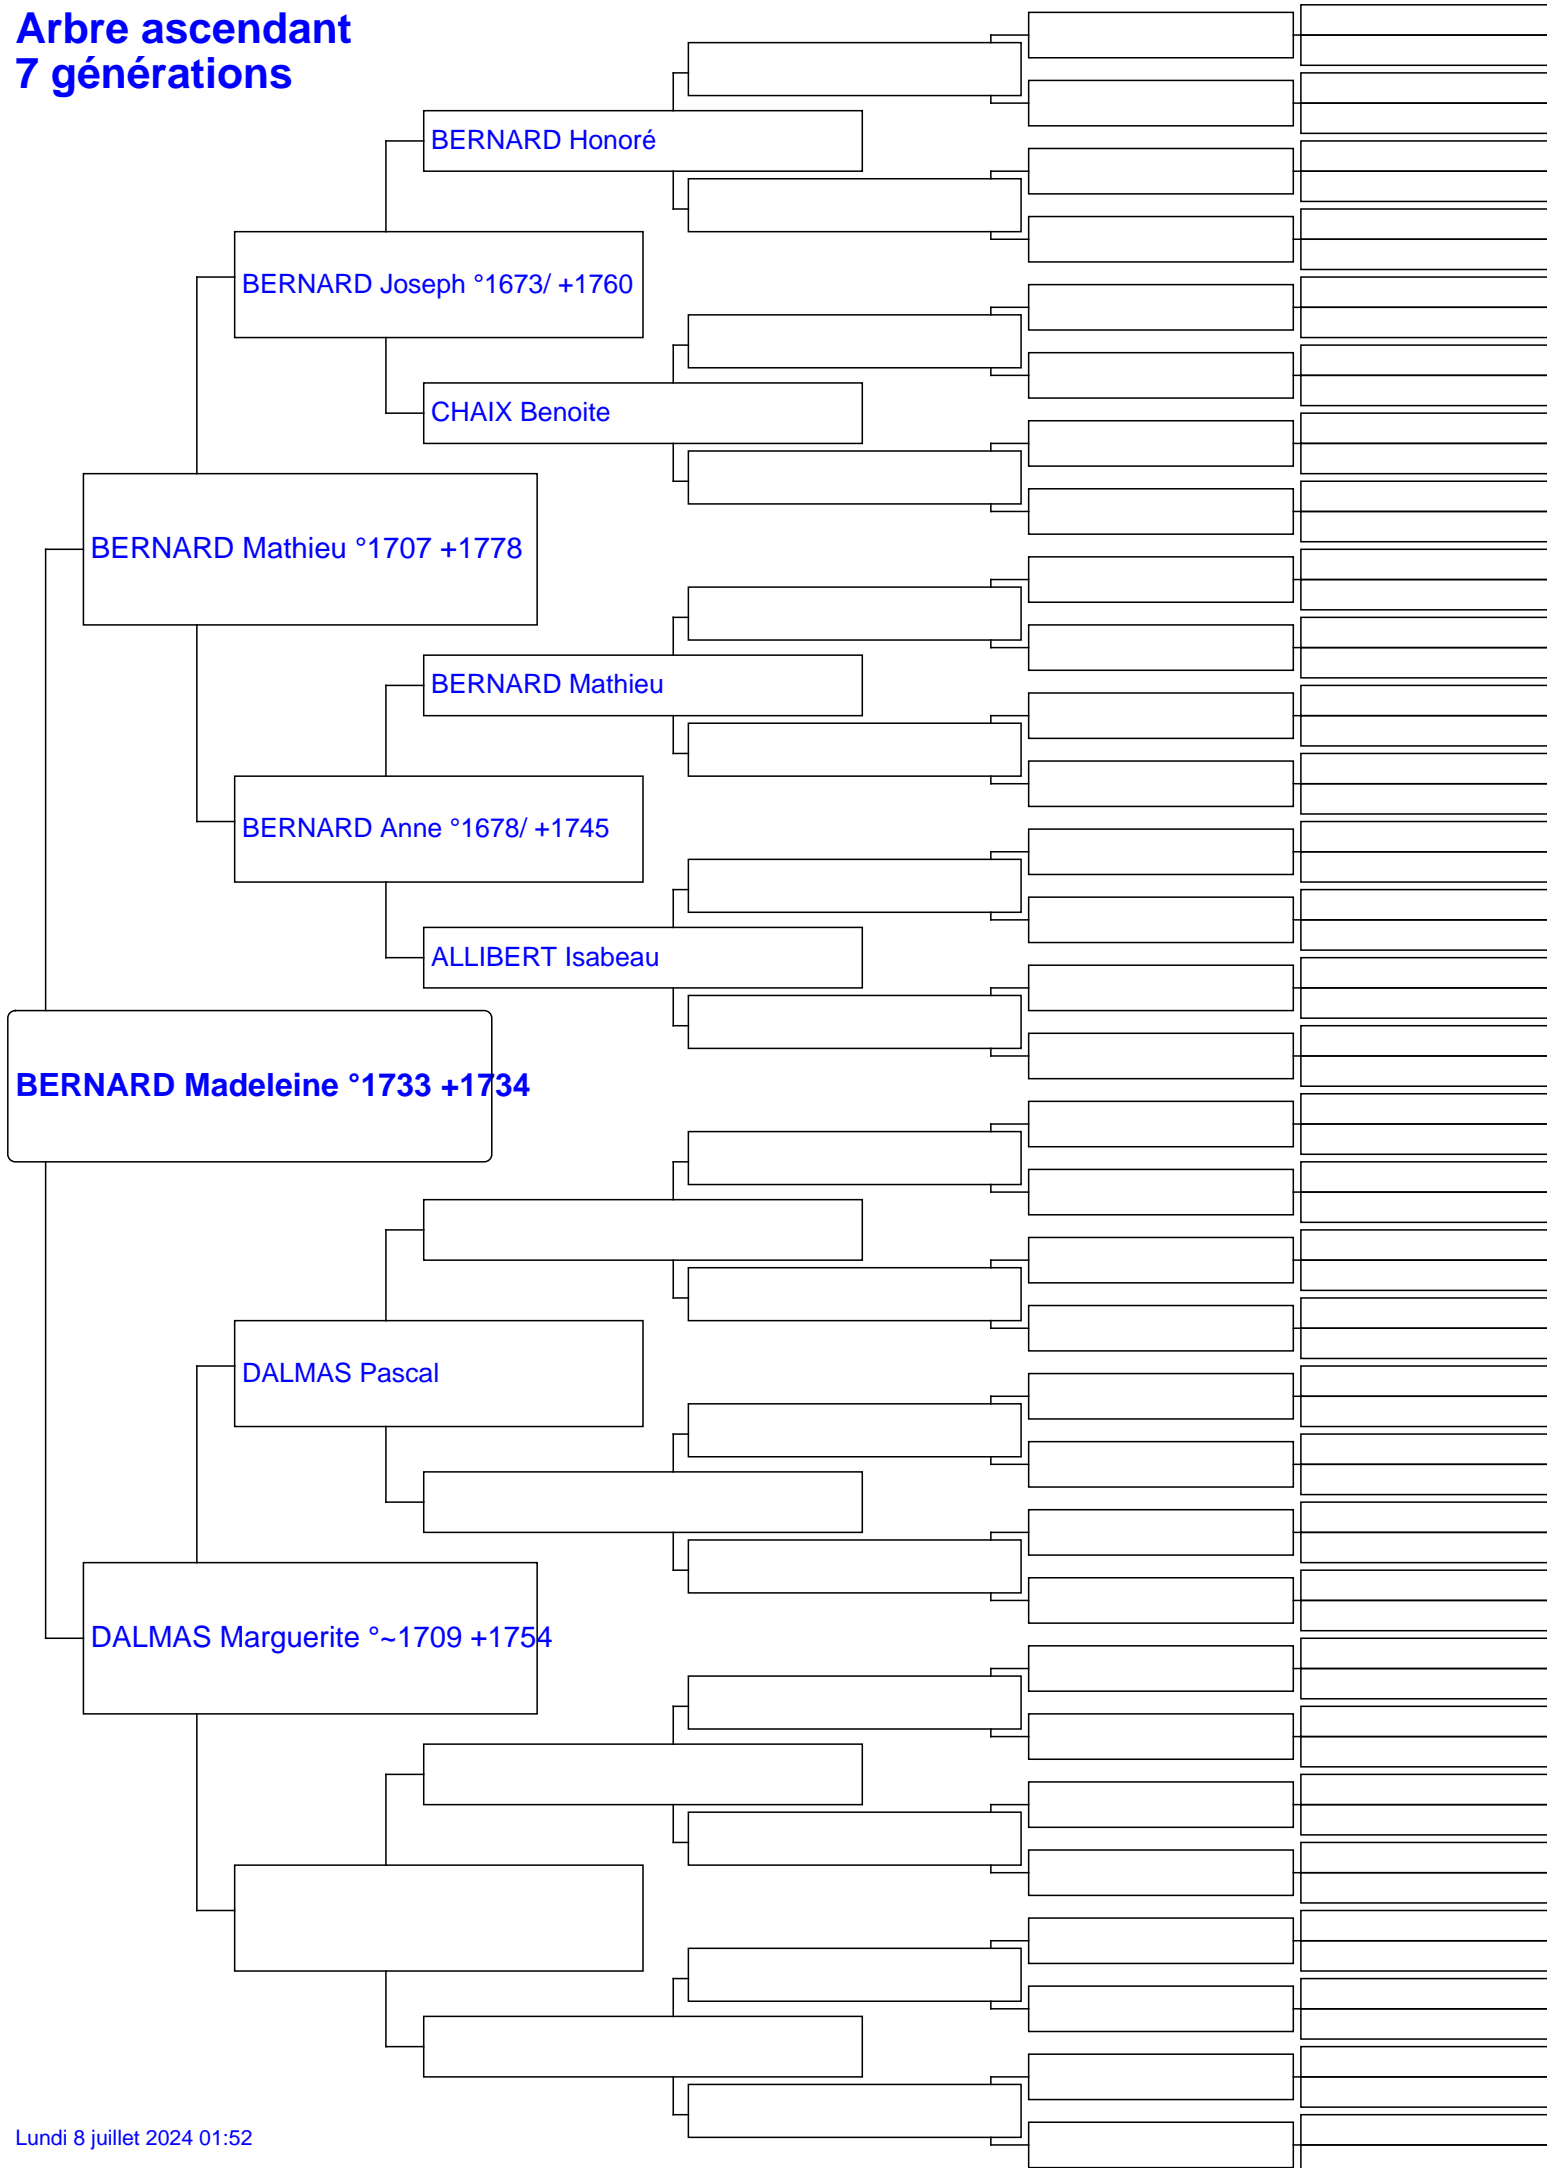 Arbre ascendant
7 générations
BERNARD Honoré
BERNARD Joseph °1673/ +1760
CHAIX Benoite
BERNARD Mathieu °1707 +1778
BERNARD Mathieu
BERNARD Anne °1678/ +1745
ALLIBERT Isabeau
BERNARD Madeleine °1733 +1734
DALMAS Pascal
DALMAS Marguerite °~1709 +1754
Lundi 8 juillet 2024 01:52